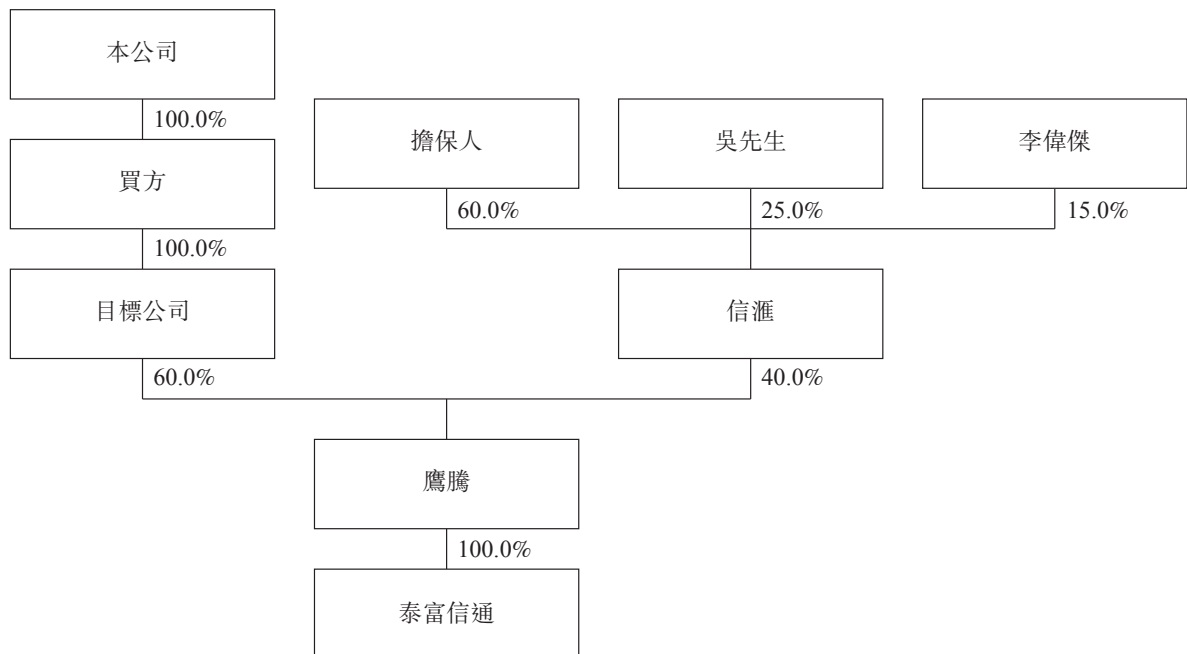 本公司
100.0%
擔保人
吳先生
李偉傑
買方
60.0%
25.0%
15.0%
100.0%
目標公司
信滙
60.0%
40.0%
鷹騰
100.0%
泰富信通